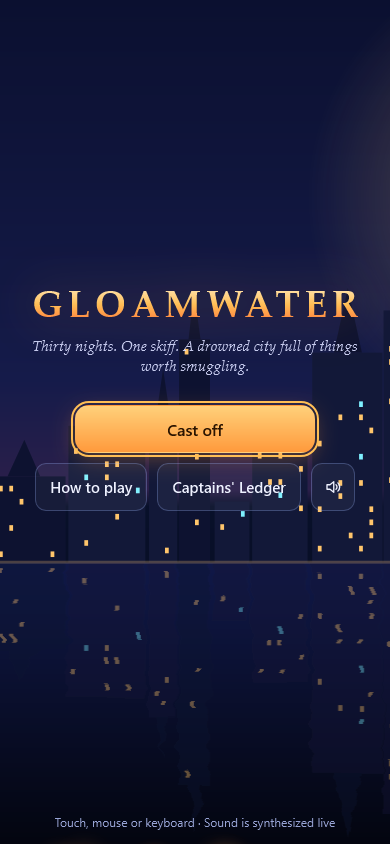 GLOAMWATER
Thirty nights. One skiff. A drowned city full of things
worth smuggling.
Cast off
How to play
Captains' Ledger
Touch, mouse or keyboard · Sound is synthesized live